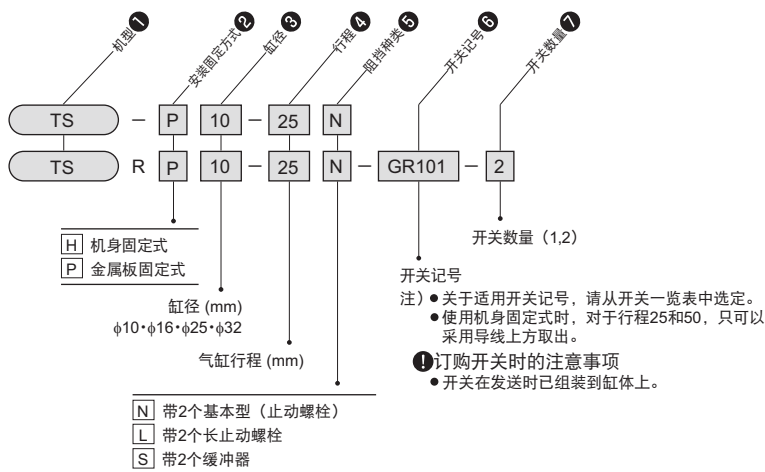 机型❶
安装固定方式❷
缸径❸
行程❹
阻挡种类❺
开关记号❻
开关数量❼
TS － P 10 － 25 N
TS R P 10 － 25 N － GR101 － 2
H 机身固定式
P 金属板固定式
缸径 (mm)
ϕ10･ϕ16･ϕ25･ϕ32
气缸行程 (mm)
N 带2个基本型（止动螺栓）
L 带2个长止动螺栓
S 带2个缓冲器
开关数量（1,2）
开关记号
注）● 关于适用开关记号，请从开关一览表中选定。
● 使用机身固定式时，对于行程25和50，只可以
采用导线上方取出。
!订购开关时的注意事项
● 开关在发送时已组装到缸体上。